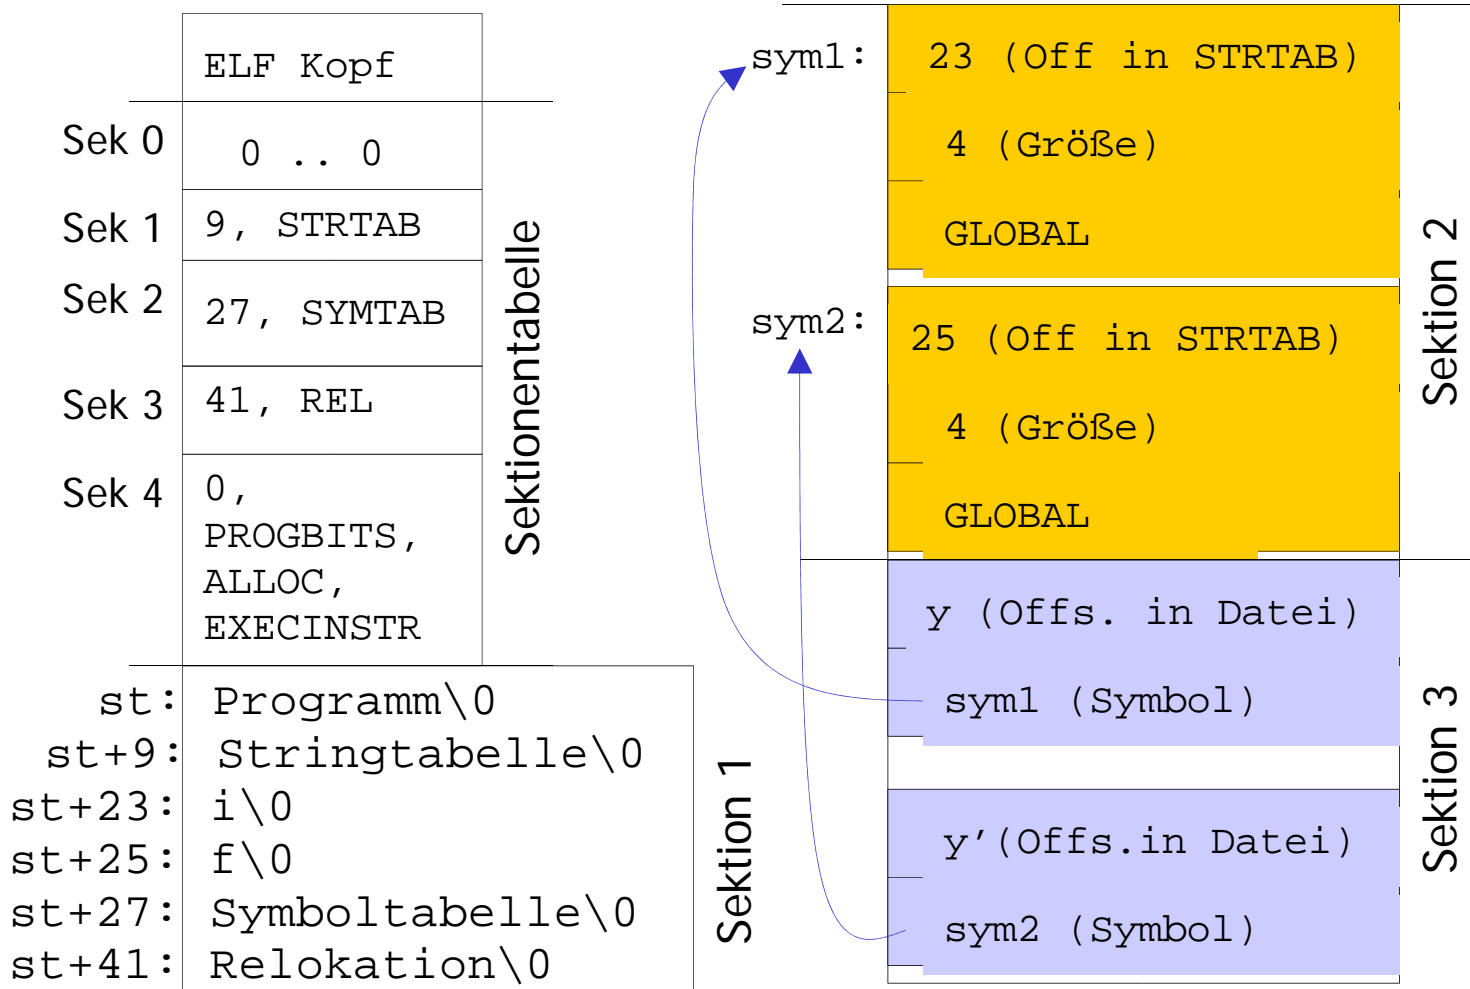 ELF Kopf
Sek 0
0 .. 0
Sek 1
9, STRTAB
Sek 2
27, SYMTAB
Sek 3
41, REL
Sek 4
0,
PROGBITS,
ALLOC,
EXECINSTR
Sektionentabelle
st: Programm\0
st+9: Stringtabelle\0
st+23: i\0
st+25: f\0
st+27: Symboltabelle\0
st+41: Relokation\0
Sektion 1
sym1: 23 (Off in STRTAB)
4 (Größe)
GLOBAL
sym2: 25 (Off in STRTAB)
4 (Größe)
GLOBAL
Sektion 2
y (Offs. in Datei)
sym1 (Symbol)
y'(Offs.in Datei)
sym2 (Symbol)
Sektion 3